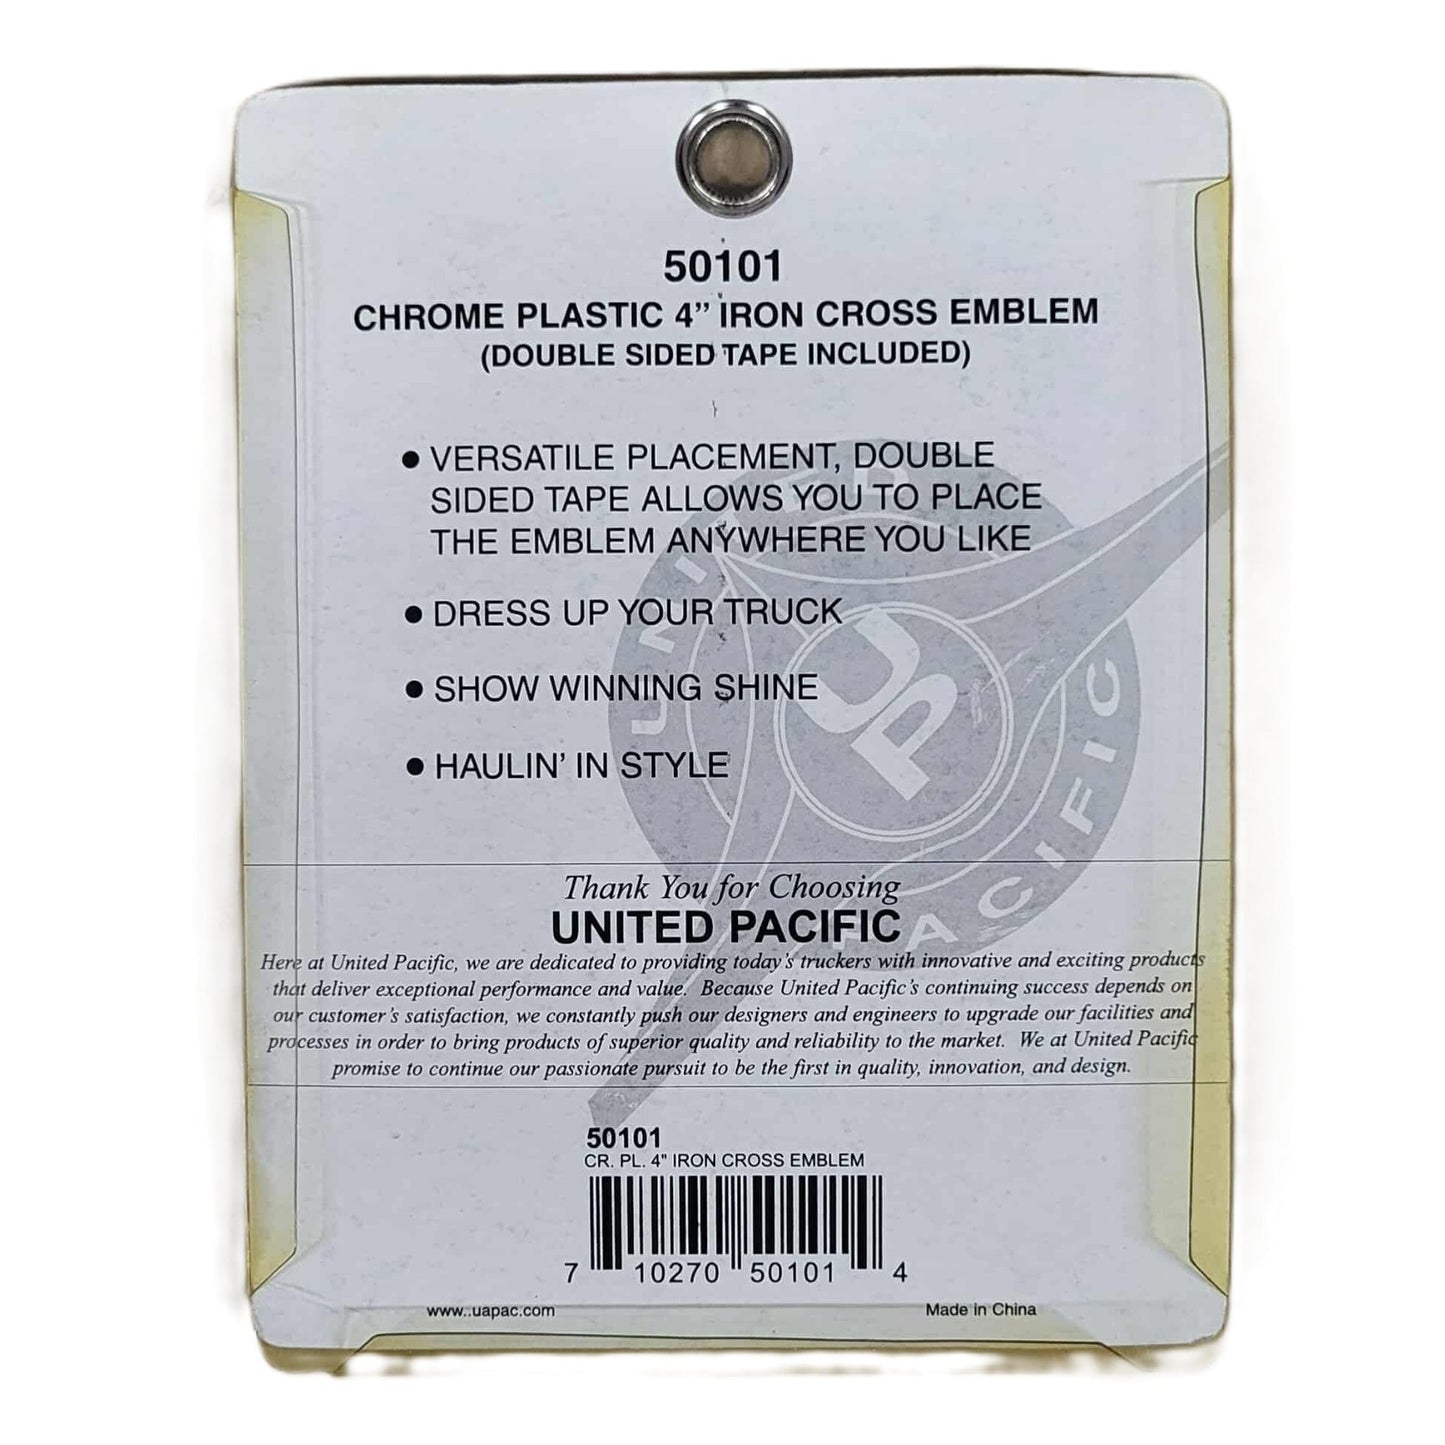 50101
CHROME PLASTIC 4” IRON CROSS EMBLEM
(DOUBLE SIDED TAPE INCLUDED)
● VERSATILE PLACEMENT, DOUBLE
SIDED TAPE ALLOWS YOU TO PLACE
THE EMBLEM ANYWHERE YOU LIKE
● DRESS UP YOUR TRUCK
● SHOW WINNING SHINE
● HAULIN’ IN STYLE
UNITED
UP
PACIFIC
Thank You for Choosing
UNITED PACIFIC
Here at United Pacific, we are dedicated to providing today’s truckers with innovative and exciting products
that deliver exceptional performance and value. Because United Pacific’s continuing success depends on
our customer’s satisfaction, we constantly push our designers and engineers to upgrade our facilities and
processes in order to bring products of superior quality and reliability to the market. We at United Pacific
promise to continue our passionate pursuit to be the first in quality, innovation, and design.
50101
CR. PL. 4" IRON CROSS EMBLEM
7 10270 50101 4
www..uapac.com
Made in China